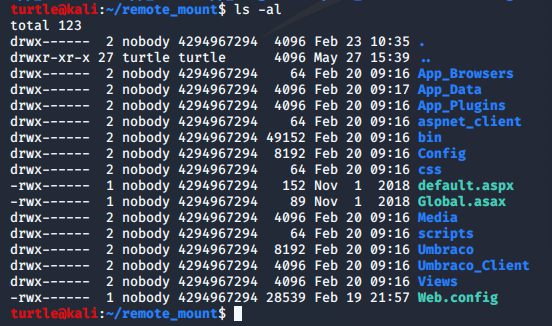 turtle@kali:~/remote_mount$ ls -al
total 123
drwx------  2 nobody 4294967294  4096 Feb 23 10:35 .
drwxr-xr-x 27 turtle turtle      4096 May 27 15:39 ..
drwx------  2 nobody 4294967294    64 Feb 20 09:16 App_Browsers
drwx------  2 nobody 4294967294  4096 Feb 20 09:17 App_Data
drwx------  2 nobody 4294967294  4096 Feb 20 09:16 App_Plugins
drwx------  2 nobody 4294967294    64 Feb 20 09:16 aspnet_client
drwx------  2 nobody 4294967294 49152 Feb 20 09:16 bin
drwx------  2 nobody 4294967294  8192 Feb 20 09:16 Config
drwx------  2 nobody 4294967294    64 Feb 20 09:16 css
-rwx------  1 nobody 4294967294   152 Nov  1  2018 default.aspx
-rwx------  1 nobody 4294967294    89 Nov  1  2018 Global.asax
drwx------  2 nobody 4294967294  4096 Feb 20 09:16 Media
drwx------  2 nobody 4294967294    64 Feb 20 09:16 scripts
drwx------  2 nobody 4294967294  8192 Feb 20 09:16 Umbraco
drwx------  2 nobody 4294967294  4096 Feb 20 09:16 Umbraco_Client
drwx------  2 nobody 4294967294  4096 Feb 20 09:16 Views
-rwx------  1 nobody 4294967294 28539 Feb 19 21:57 Web.config
turtle@kali:~/remote_mount$